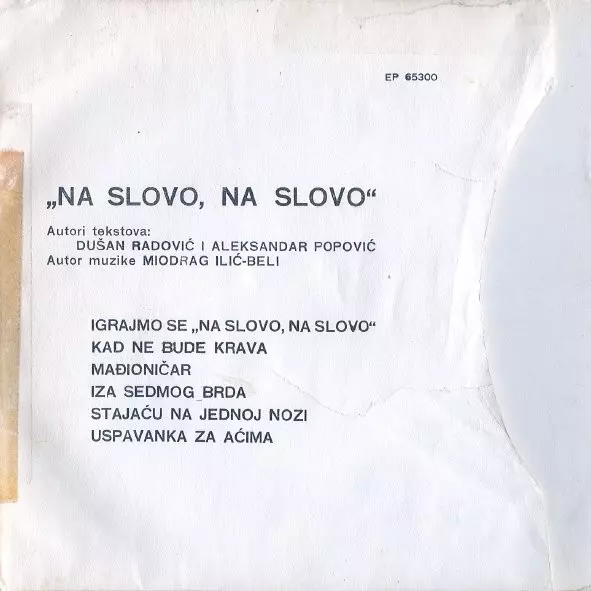 EP 65300
„NA SLOVO, NA SLOVO“
Autori tekstova:
DUŠAN RADOVIĆ I ALEKSANDAR POPOVIĆ
Autor muzike MIODRAG ILIĆ-BELI
IGRAJMO SE „NA SLOVO, NA SLOVO“
KAD NE BUDE KRAVA
MAĐIONIČAR
IZA SEDMOG BRDA
STAJAĆU NA JEDNOJ NOZI
USPAVANKA ZA AĆIMA